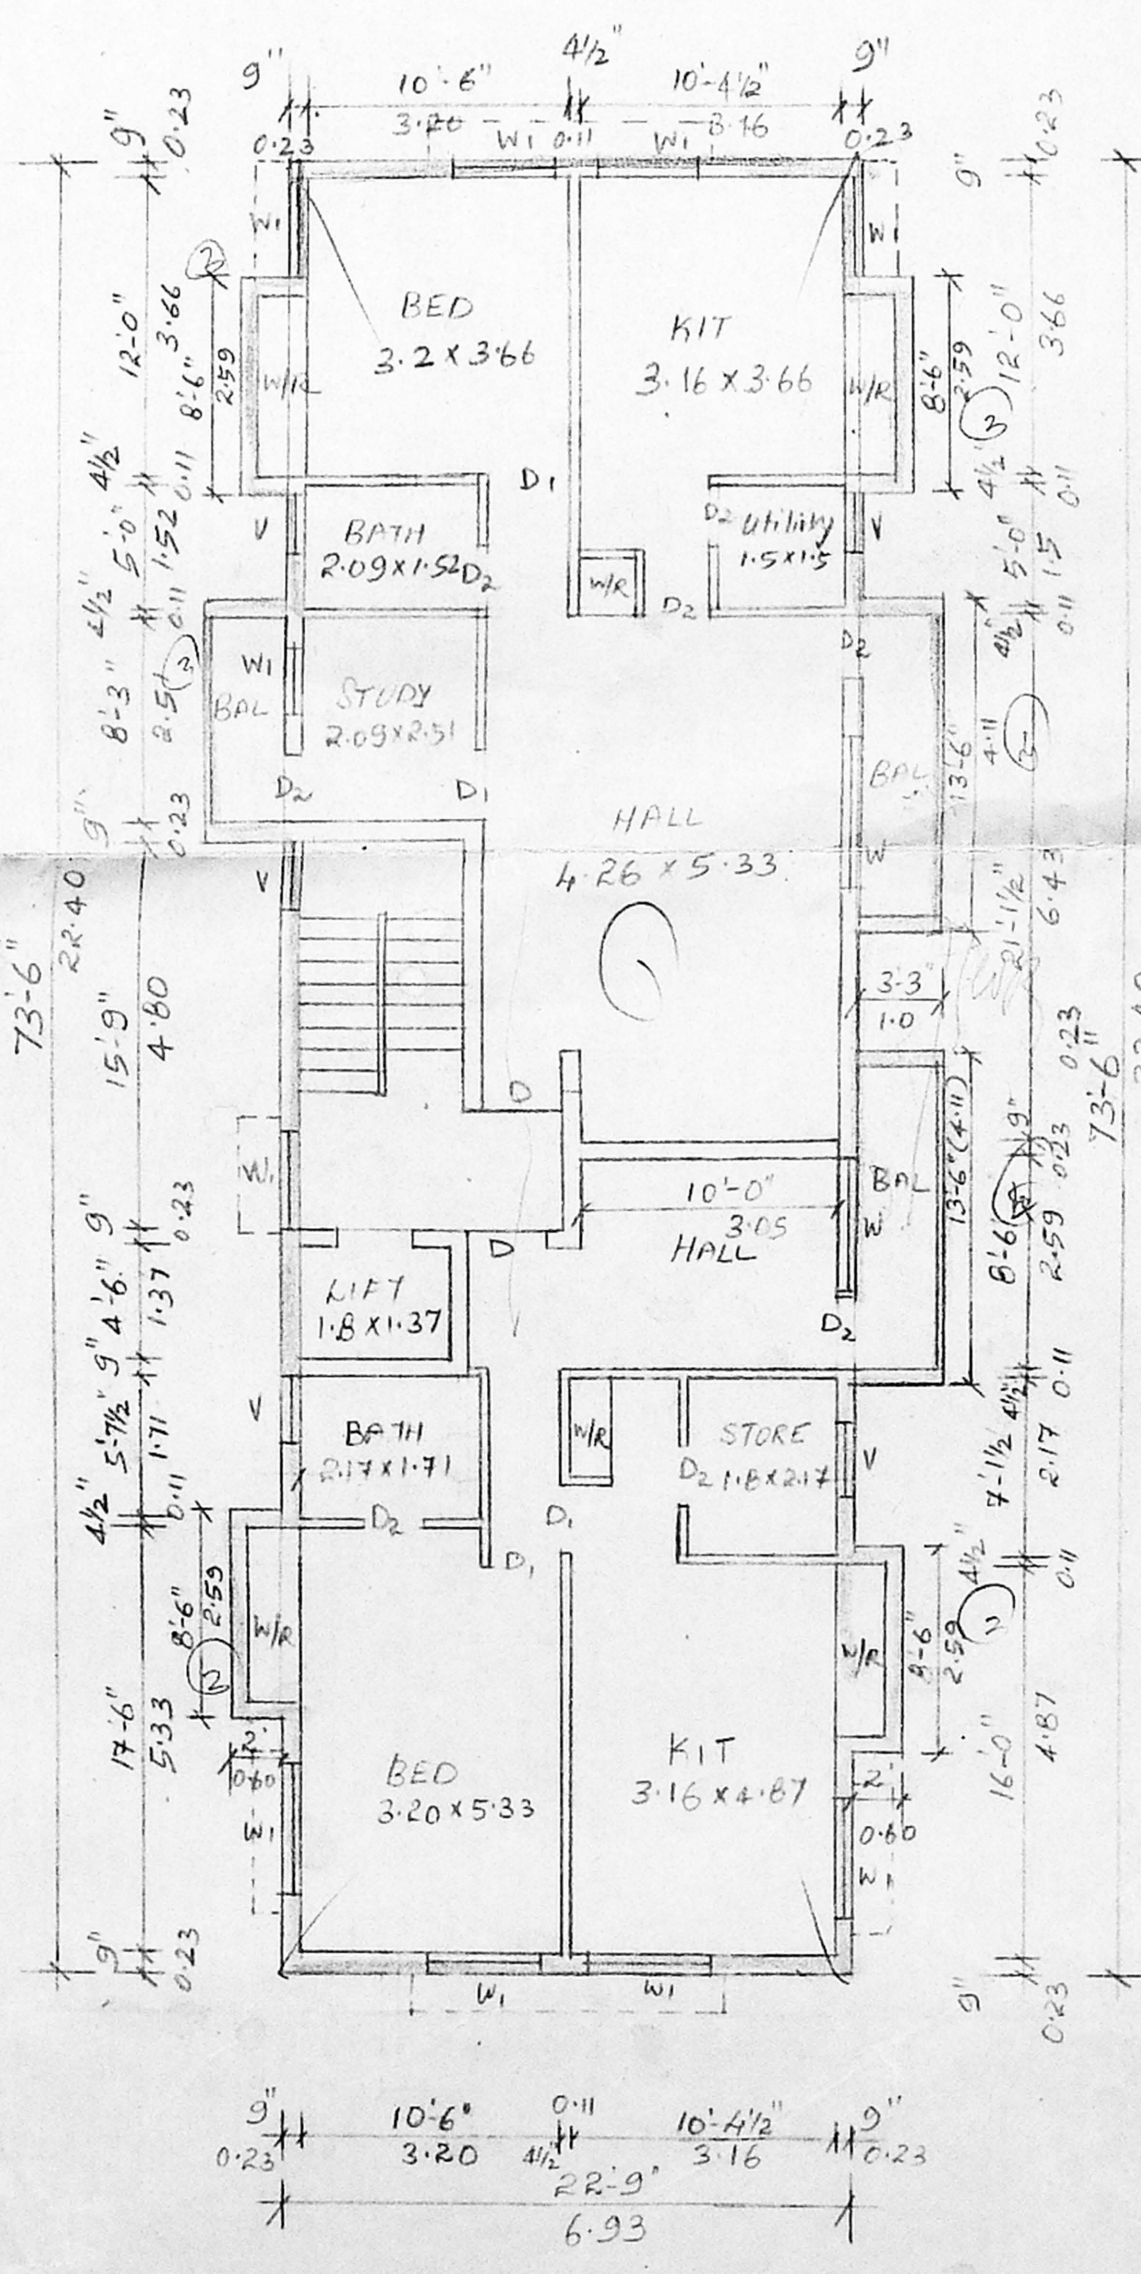 9" 10'-6" 4½" 10'-4½" 9"
0.23 3.20 W1 0.11 W1 3.16 0.23
9" 0.23
9" 0.23
W1
W1
12'-0" 3.66
8'-6" 2.59
W/R
BED
3.2 x 3.66
KIT
3.16 x 3.66
W/R
8'-6" 2.59
12'-0" 3.66
4½" 0.11
D1
4½" 0.11
5'-0" 1.52
V
BATH
2.09x1.52 D2
W/R
D2
D2 Utility
1.5x1.5
V
5'-0" 1.5
4½" 0.11
4½" 0.11
8'-3"
W1
BAL
STUDY
2.09x2.51
D2
D1
D2
BAL
W
13'-6" 4.11
HALL
4.26 x 5.33
9" 0.23
V
21'-1½" 6.43
73'-6" 22.40
15'-9" 4.80
3'-3"
1.0
D
0.23
73'-6"
W1
10'-0"
3.05
HALL
BAL
W
13'-6" (4.11)
9" 0.23
8'-6" 2.59
9" 0.23
D
LIFT
1.8 x 1.37
4'-6" 1.37
D2
9"
4½" 0.11
V
BATH
2.17x1.71
5'-7½" 1.71
W/R
STORE
D2 1.8x2.17
V
7'-1½ 2.17
4½" 0.11
D2
D1
D1
4½" 0.11
8'-6" 2.59
W/R
W/R
8'-6" 2.59
17'-6" 5.33
16'-0" 4.87
2'
0.60
BED
3.20 x 5.33
KIT
3.16 x 4.87
2'
0.60
W1
W
9" 0.23
W1 W1
9" 0.23
9" 10'-6" 0.11 10'-4½" 9"
0.23 3.20 4½" 3.16 0.23
22'-9"
6.93